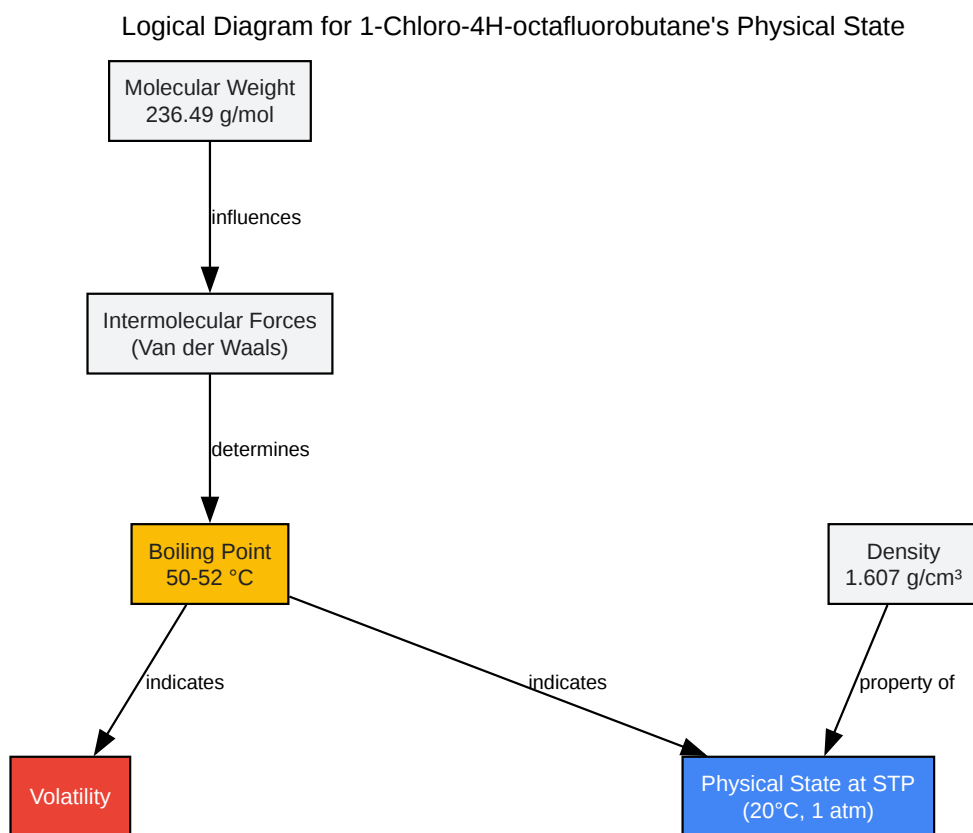 Logical Diagram for 1-Chloro-4H-octafluorobutane's Physical State
Molecular Weight
236.49 g/mol
influences
Intermolecular Forces
(Van der Waals)
determines
Boiling Point
50-52 °C
Density
1.607 g/cm³
indicates
indicates
property of
Volatility
Physical State at STP
(20°C, 1 atm)